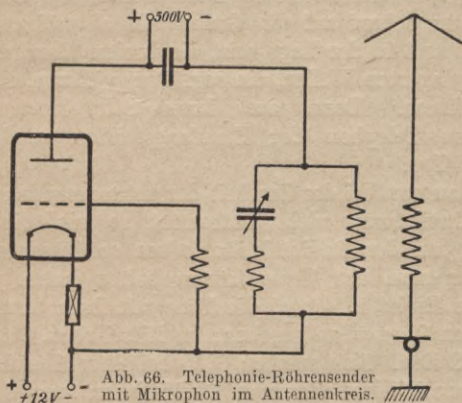 + 500V -
+ 12V -
Abb. 66. Telephonie-Röhrensender
mit Mikrophon im Antennenkreis.